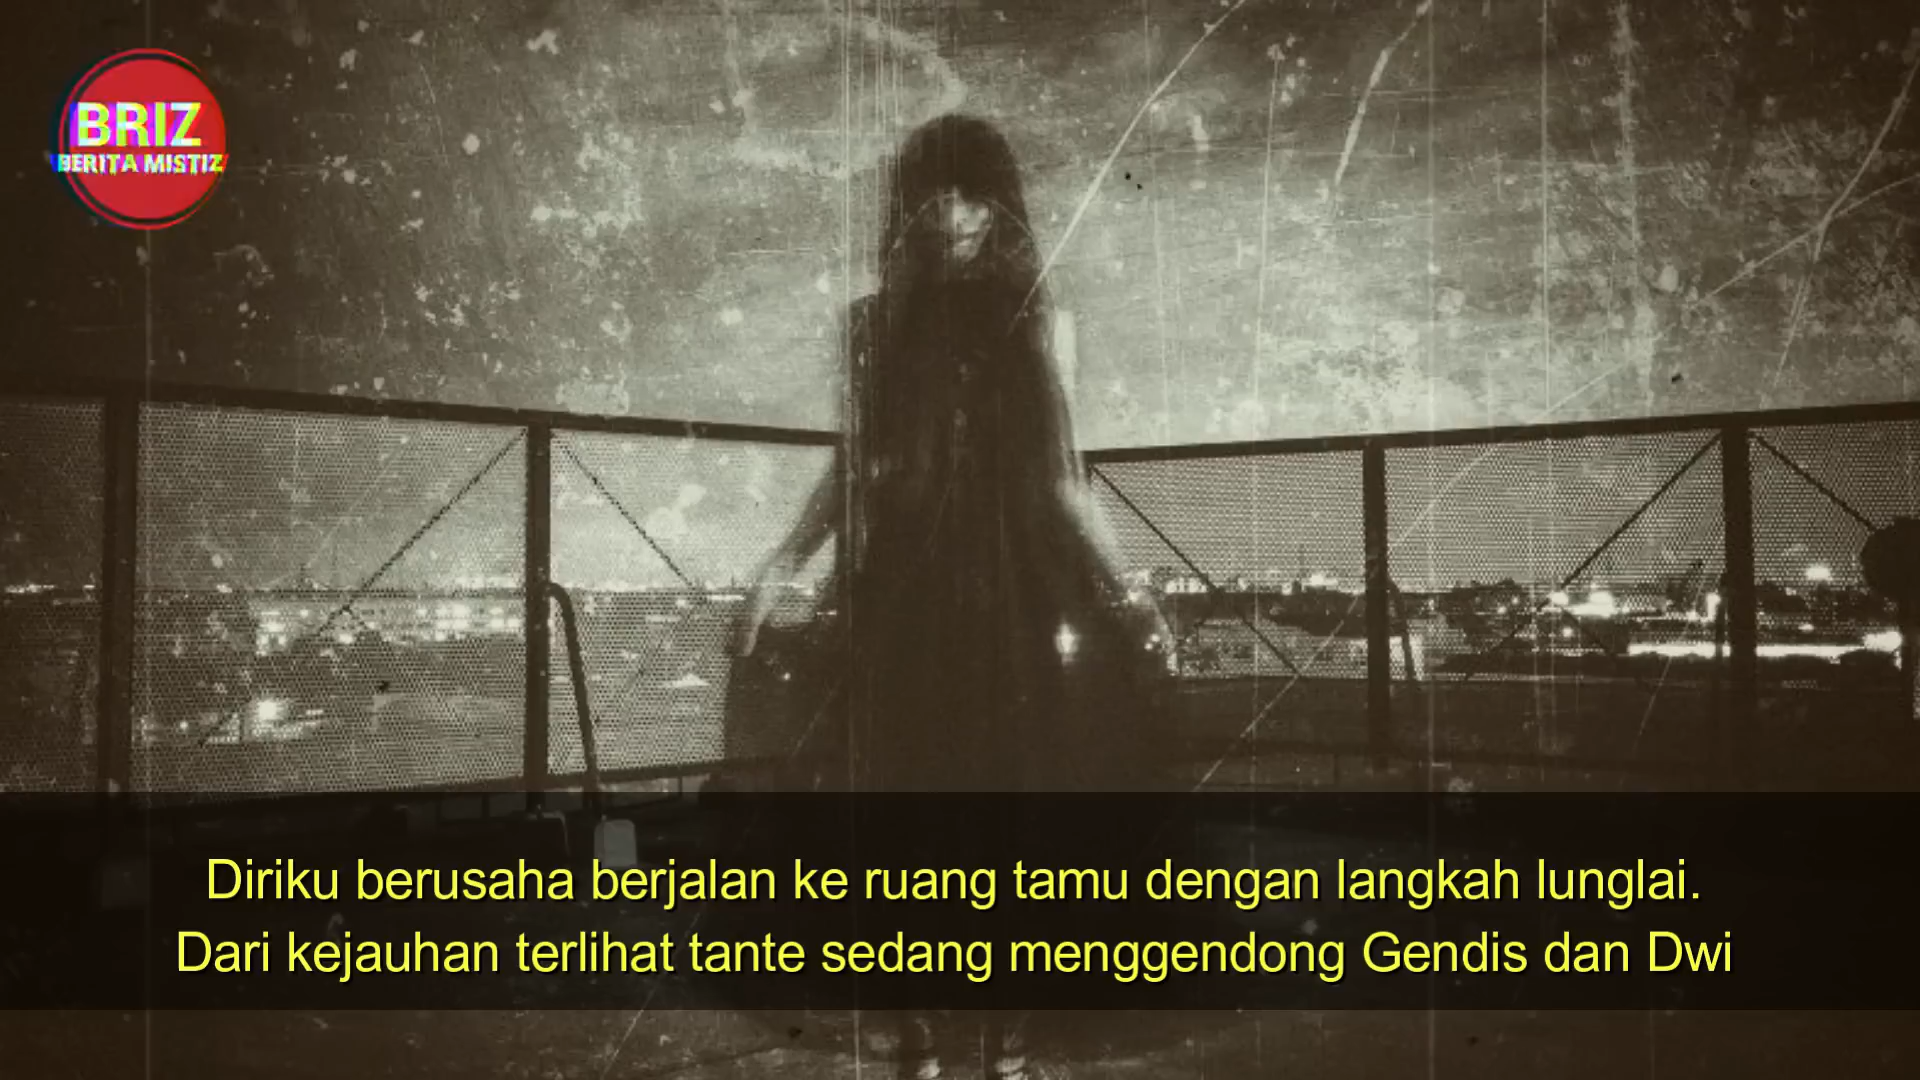 BRIZ
BERITA MISTIZ
Diriku berusaha berjalan ke ruang tamu dengan langkah lunglai.
Dari kejauhan terlihat tante sedang menggendong Gendis dan Dwi